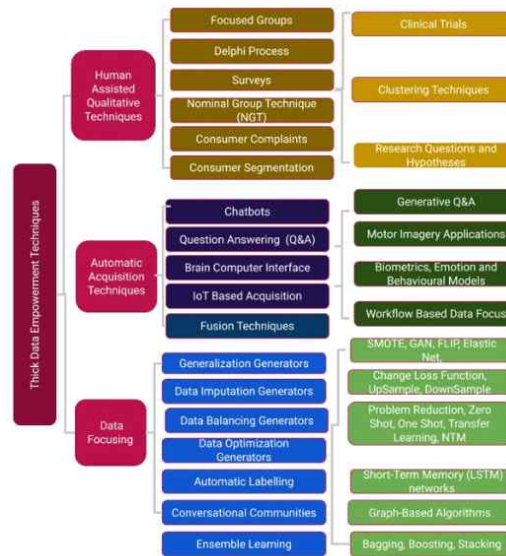 Thick Data Empowerment Techniques
Human
Assisted
Qualitative
Techniques
Focused Groups
Delphi Process
Surveys
Nominal Group Technique
(NGT)
Consumer Complaints
Consumer Segmentation
Clinical Trials
Clustering Techniques
Research Questions and
Hypotheses
Automatic
Acquisition
Techniques
Chatbots
Question Answering (Q&A)
Brain Computer Interface
IoT Based Acquisition
Fusion Techniques
Generative Q&A
Motor Imagery Applications
Biometrics, Emotion and
Behavioural Models
Workflow Based Data Focus
Data
Focusing
Generalization Generators
Data Imputation Generators
Data Balancing Generators
Data Optimization
Generators
Automatic Labelling
Conversational Communities
Ensemble Learning
SMOTE, GAN, FLIP, Elastic
Net,
Change Loss Function,
UpSample, DownSample
Problem Reduction, Zero
Shot, One Shot, Transfer
Learning, NTM
Short-Term Memory (LSTM)
networks
Graph-Based Algorithms
Bagging, Boosting, Stacking